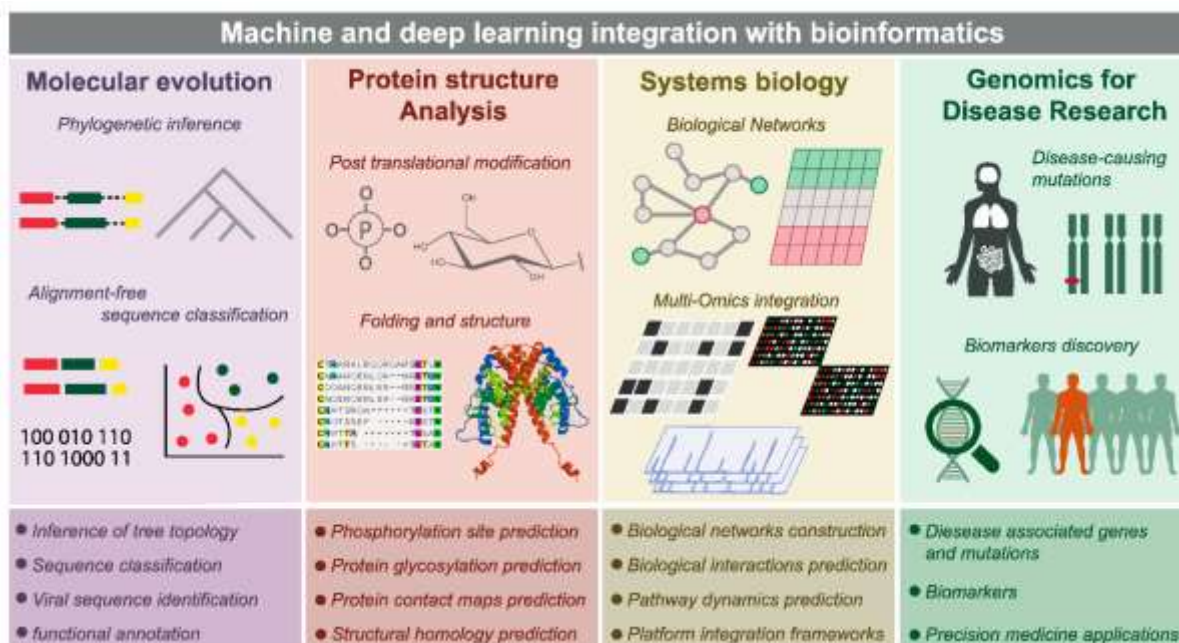 Machine and deep learning integration with bioinformatics
Molecular evolution
Phylogenetic inference
Alignment-free
sequence classification
100 010 110
110 1000 11
Inference of tree topology
Sequence classification
Viral sequence identification
functional annotation
Protein structure
Analysis
Post translational modification
O
O P O
O
OH
O
HO
HO
OH
Folding and structure
Phosphorylation site prediction
Protein glycosylation prediction
Protein contact maps prediction
Structural homology prediction
Systems biology
Biological Networks
Multi-Omics integration
Biological networks construction
Biological interactions prediction
Pathway dynamics prediction
Platform integration frameworks
Genomics for
Disease Research
Disease-causing
mutations
Biomarkers discovery
Diesease associated genes
and mutations
Biomarkers
Precision medicine applications